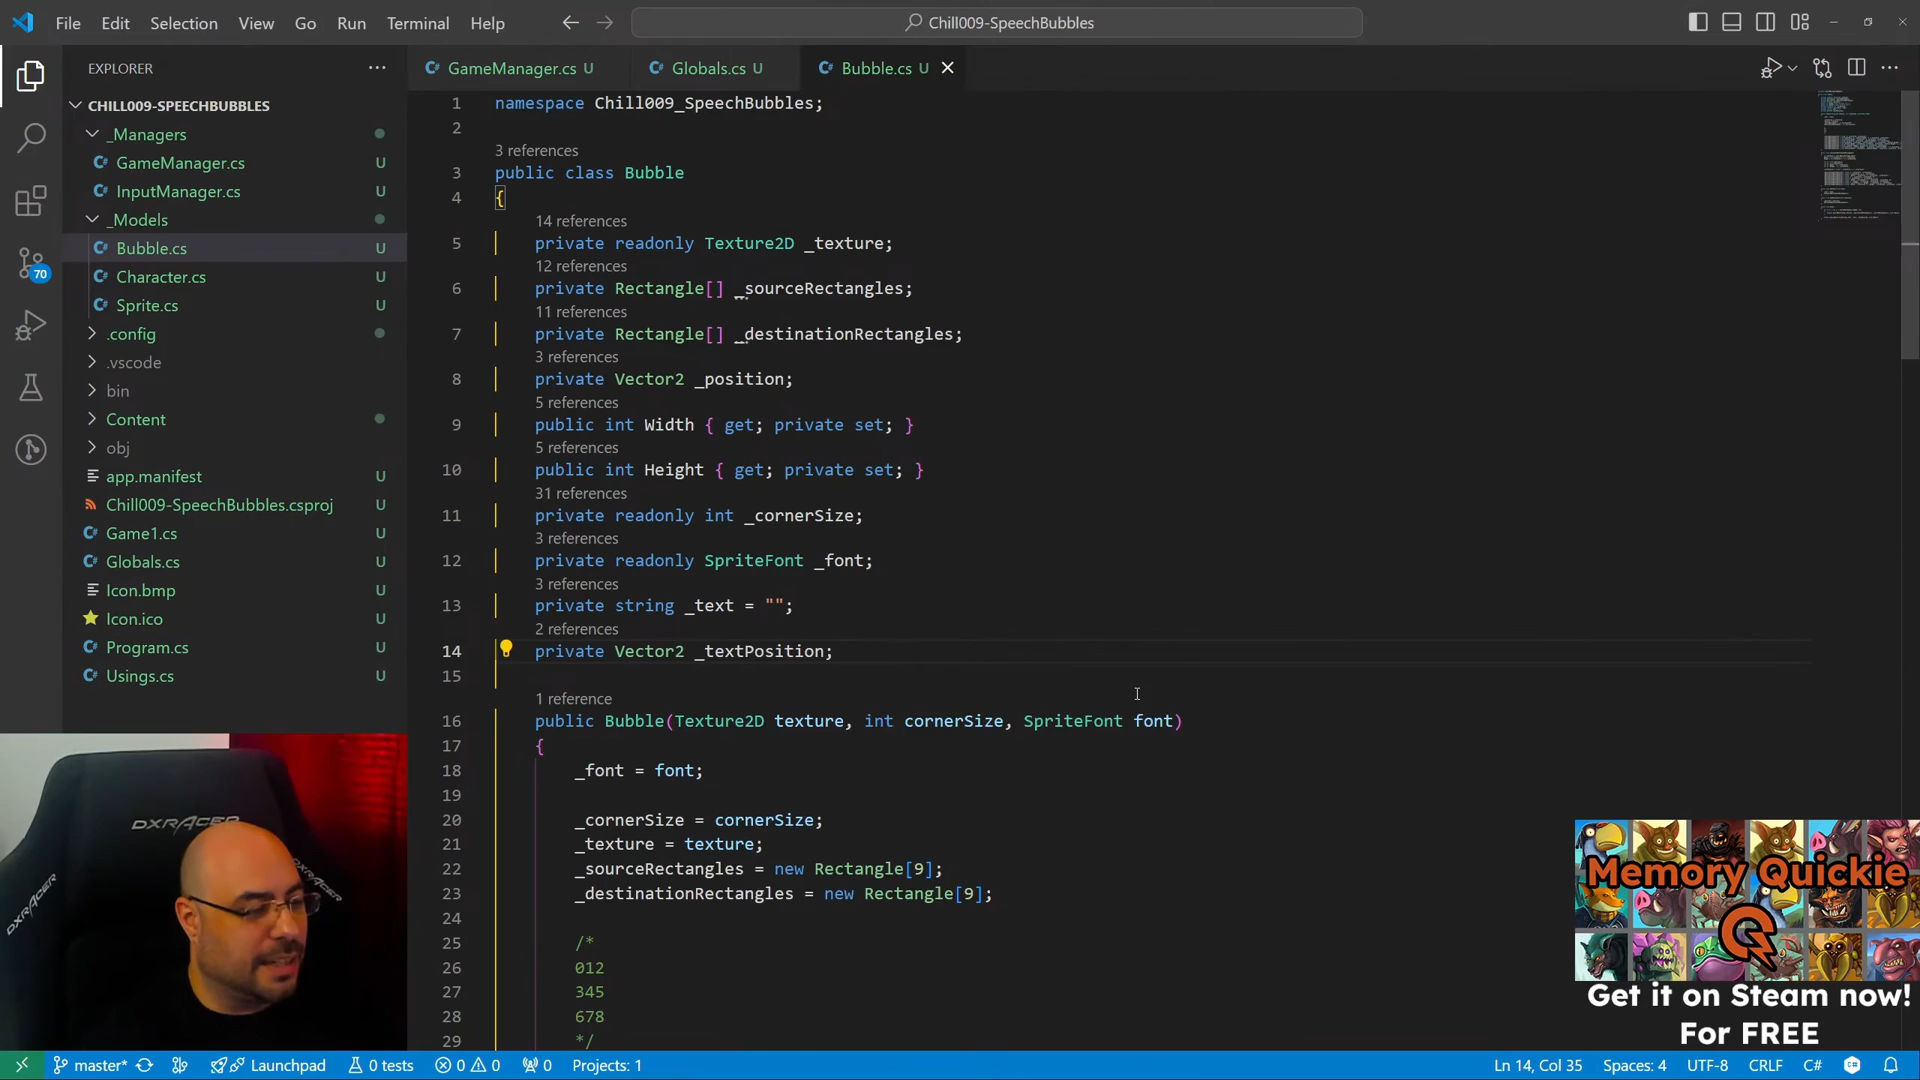 File Edit Selection View Go Run Terminal Help
Chill009-SpeechBubbles
EXPLORER
CHILL009-SPEECHBUBBLES
_Managers
GameManager.cs U
InputManager.cs U
_Models
Bubble.cs U
Character.cs U
Sprite.cs U
.config
.vscode
bin
Content
obj
app.manifest U
Chill009-SpeechBubbles.csproj U
Game1.cs U
Globals.cs U
Icon.bmp U
Icon.ico U
Program.cs U
Usings.cs U
70
GameManager.cs U Globals.cs U Bubble.cs U
1 namespace Chill009_SpeechBubbles;
2
3 references
3 public class Bubble
4 {
14 references
5 private readonly Texture2D _texture;
12 references
6 private Rectangle[] _sourceRectangles;
11 references
7 private Rectangle[] _destinationRectangles;
3 references
8 private Vector2 _position;
5 references
9 public int Width { get; private set; }
5 references
10 public int Height { get; private set; }
31 references
11 private readonly int _cornerSize;
3 references
12 private readonly SpriteFont _font;
3 references
13 private string _text = "";
2 references
14 private Vector2 _textPosition;
15
1 reference
16 public Bubble(Texture2D texture, int cornerSize, SpriteFont font)
17 {
18 _font = font;
19
20 _cornerSize = cornerSize;
21 _texture = texture;
22 _sourceRectangles = new Rectangle[9];
23 _destinationRectangles = new Rectangle[9];
24
25 /*
26 012
27 345
28 678
29 */
DXRACER
DXRACER
DXRACER
Memory Quickie
Get it on Steam now!
For FREE
master* Launchpad 0 tests 0 0 0 Projects: 1 Ln 14, Col 35 Spaces: 4 UTF-8 CRLF C#